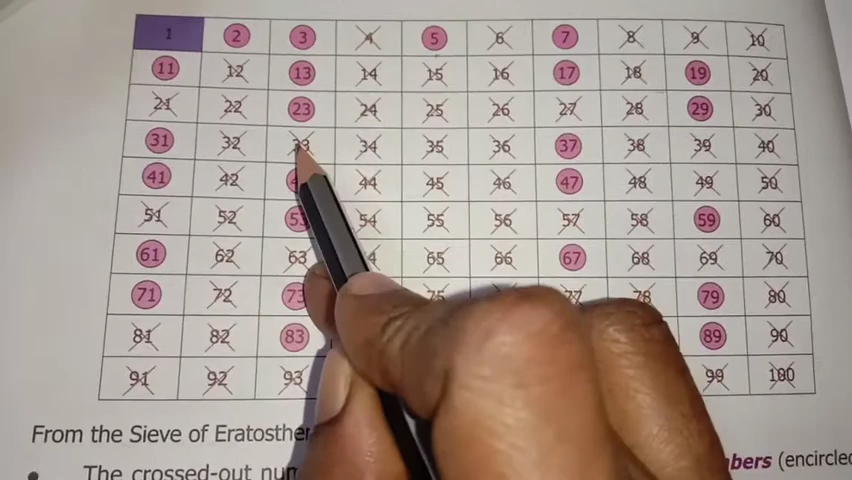 1 2 3 4 5 6 7 8 9 10
11 12 13 14 15 16 17 18 19 20
21 22 23 24 25 26 27 28 29 30
31 32 33 34 35 36 37 38 39 40
41 42 44 45 46 47 48 49 50
51 52 53 54 55 56 57 58 59 60
61 62 63 65 66 67 68 69 70
71 72 73 75 77 78 79 80
81 82 83 89 90
91 92 93 99 100
From the Sieve of
The crossed-out (encircled